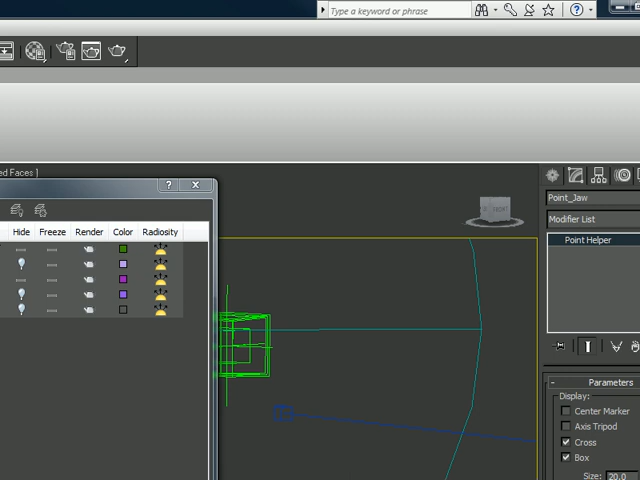 Type a keyword or phrase
ed Faces ]
Hide Freeze Render Color Radiosity
FRONT
Point_Jaw
Modifier List
Point Helper
- Parameters
Display:
Center Marker
Axis Tripod
Cross
Box
Size: 20.0